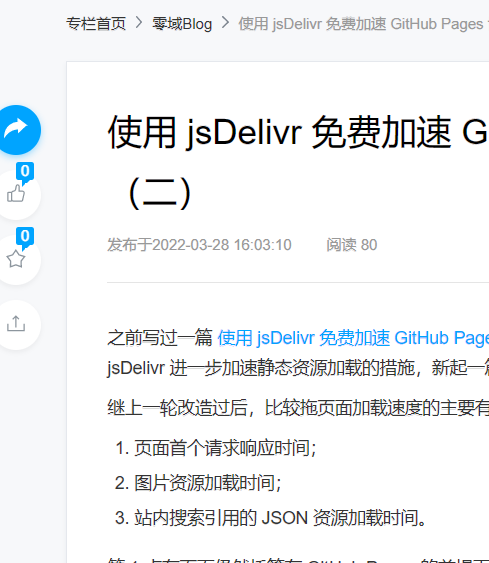 专栏首页 > 零域Blog > 使用 jsDelivr 免费加速 GitHub Pages
使用 jsDelivr 免费加速 G
（二）
0
发布于2022-03-28 16:03:10 阅读 80
0
之前写过一篇 使用 jsDelivr 免费加速 GitHub Page
jsDelivr 进一步加速静态资源加载的措施，新起一篇
继上一轮改造过后，比较拖页面加载速度的主要有
1. 页面首个请求响应时间；
2. 图片资源加载时间；
3. 站内搜索引用的 JSON 资源加载时间。